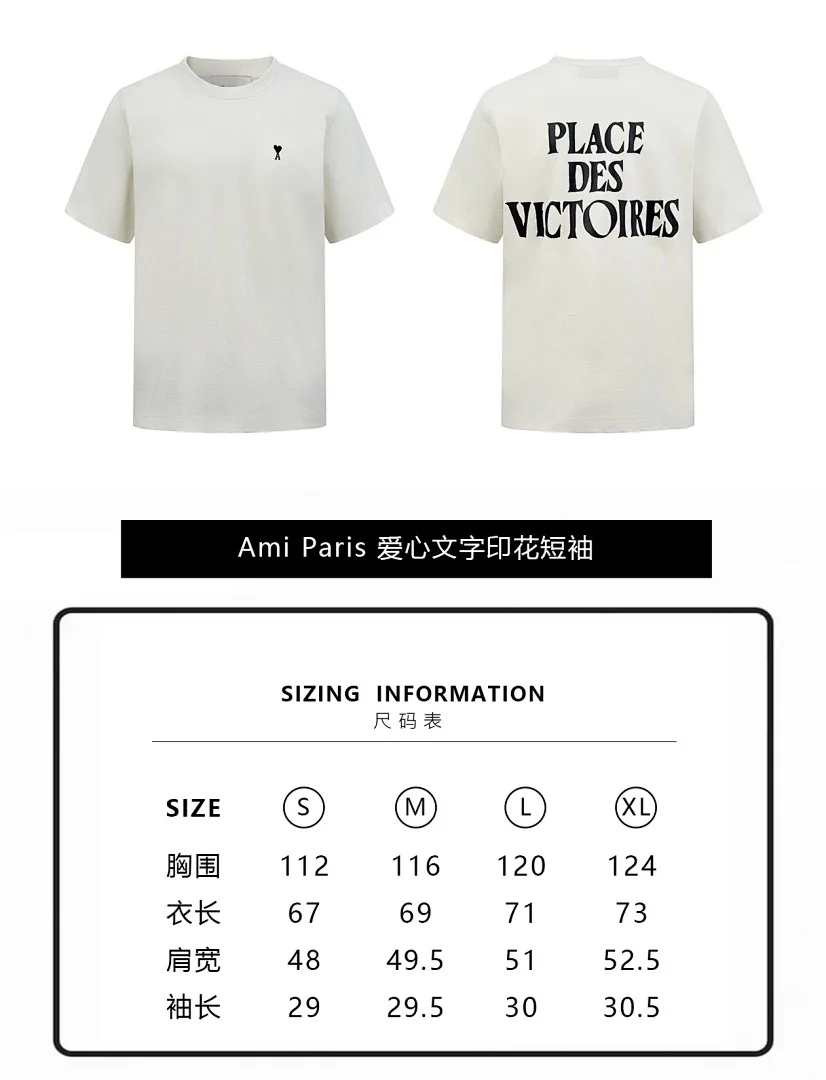 PLACE
DES
VICTOIRES
Ami Paris 爱心文字印花短袖
SIZING INFORMATION
尺码表
SIZE S M L XL
胸围 112 116 120 124
衣长 67 69 71 73
肩宽 48 49.5 51 52.5
袖长 29 29.5 30 30.5